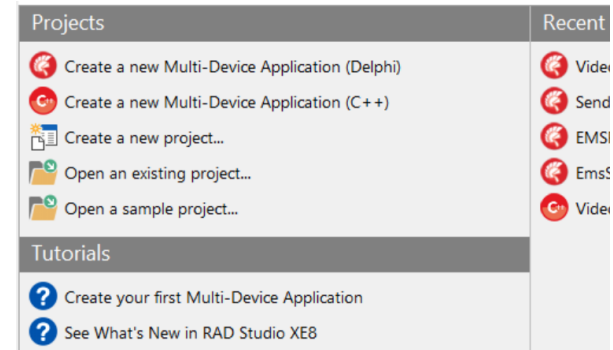 Projects
Create a new Multi-Device Application (Delphi)
Create a new Multi-Device Application (C++)
Create a new project...
Open an existing project...
Open a sample project...
Tutorials
Create your first Multi-Device Application
See What's New in RAD Studio XE8
Recent